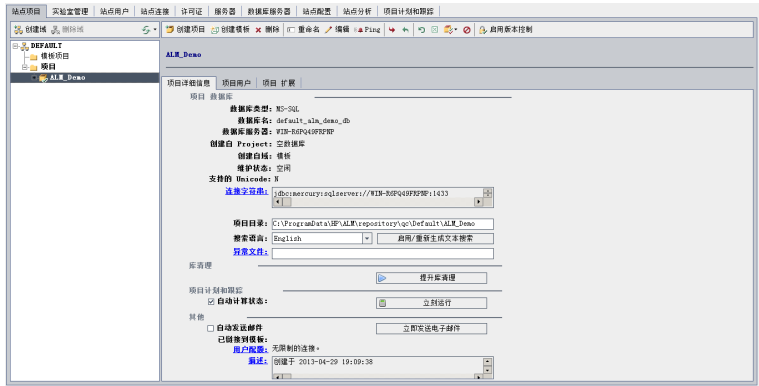 站点项目 实验室管理 站点用户 站点连接 许可证 服务器 数据库服务器 站点配置 站点分析 项目计划和跟踪
创建域 删除域 创建项目 创建模板 删除 重命名 编辑 Ping 启用版本控制
DEFAULT
模板项目
项目
ALM_Demo
ALM_Demo
项目详细信息 项目用户 项目 扩展
项目 数据库
数据库类型: MS-SQL
数据库名: default_alm_demo_db
数据库服务器: WIN-R6PQ49FRPNP
创建自 Project: 空数据库
创建自域: 模板
维护状态: 空闲
支持的 Unicode: N
连接字符串: jdbc:mercury:sqlserver://WIN-R6PQ49FRPNP:1433
项目目录: C:\ProgramData\HP\ALM\repository\qc\Default\ALM_Demo
搜索语言: English 启用/重新生成文本搜索
异常文件:
库清理
提升库清理
项目计划和跟踪
自动计算状态: 立刻运行
其他
自动发送邮件 立即发送电子邮件
已链接到模板:
用户配额: 无限制的连接。
描述: 创建于 2013-04-29 19:09:38